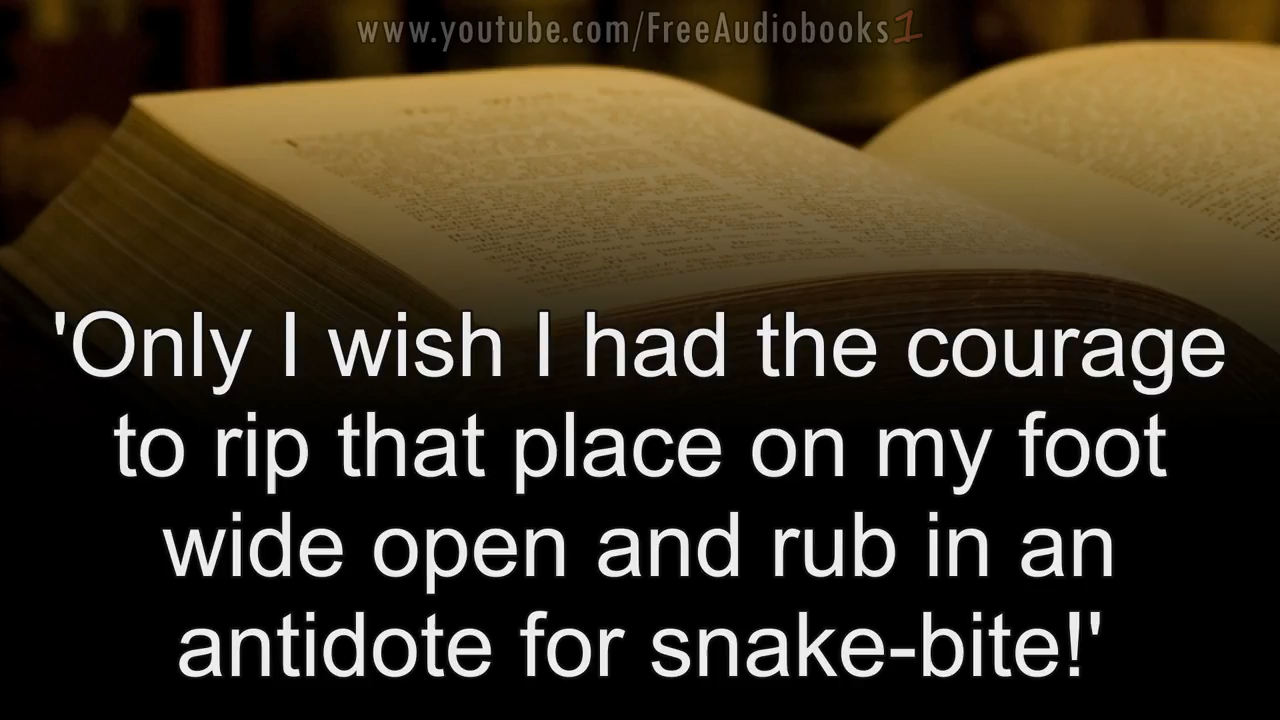 www.youtube.com/FreeAudiobooks1
'Only I wish I had the courage
to rip that place on my foot
wide open and rub in an
antidote for snake-bite!'